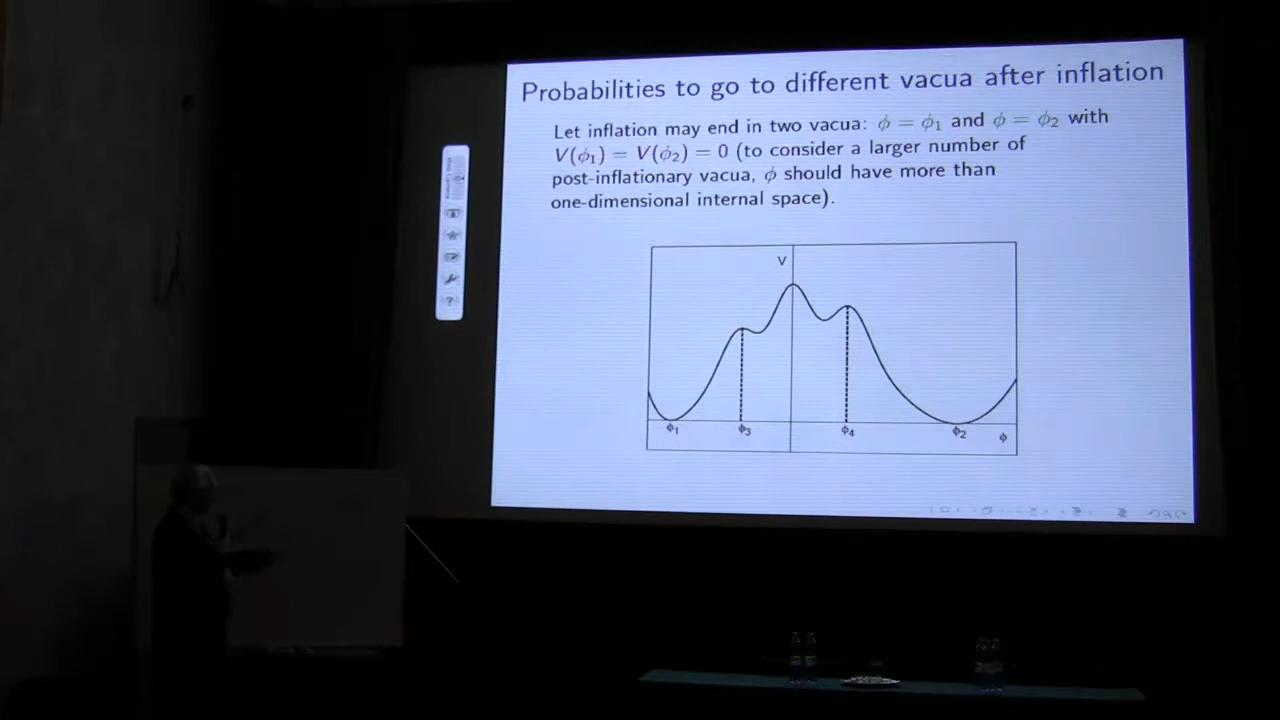 Probabilities to go to different vacua after inflation
Let inflation may end in two vacua: ϕ = ϕ₁ and ϕ = ϕ₂ with
V(ϕ₁) = V(ϕ₂) = 0 (to consider a larger number of
post-inflationary vacua, ϕ should have more than
one-dimensional internal space).
V
ϕ₁ ϕ₃ ϕ₄ ϕ₂ ϕ
?